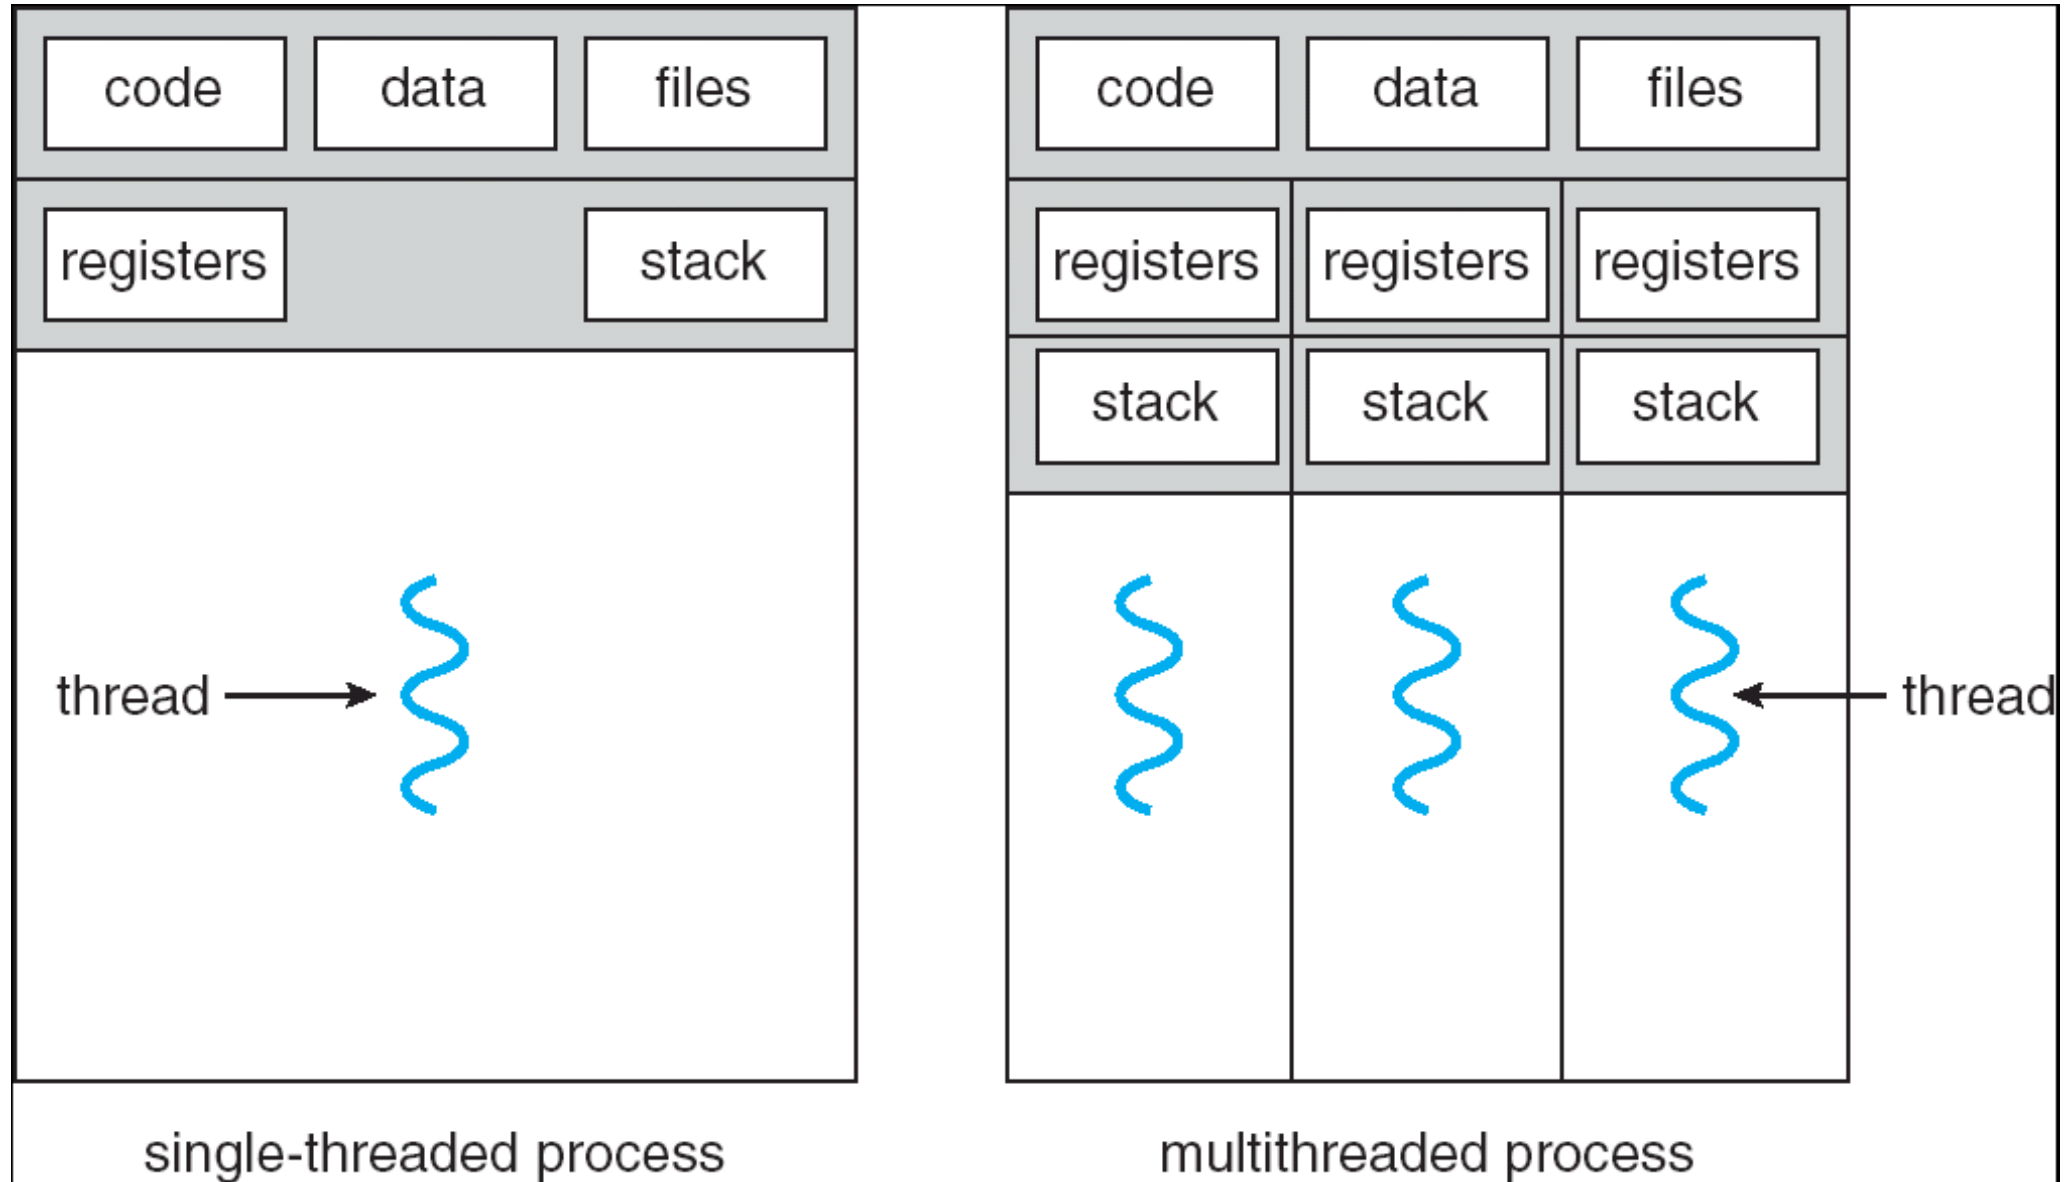 code data files
registers stack
thread
single-threaded process
code data files
registers registers registers
stack stack stack
thread
multithreaded process